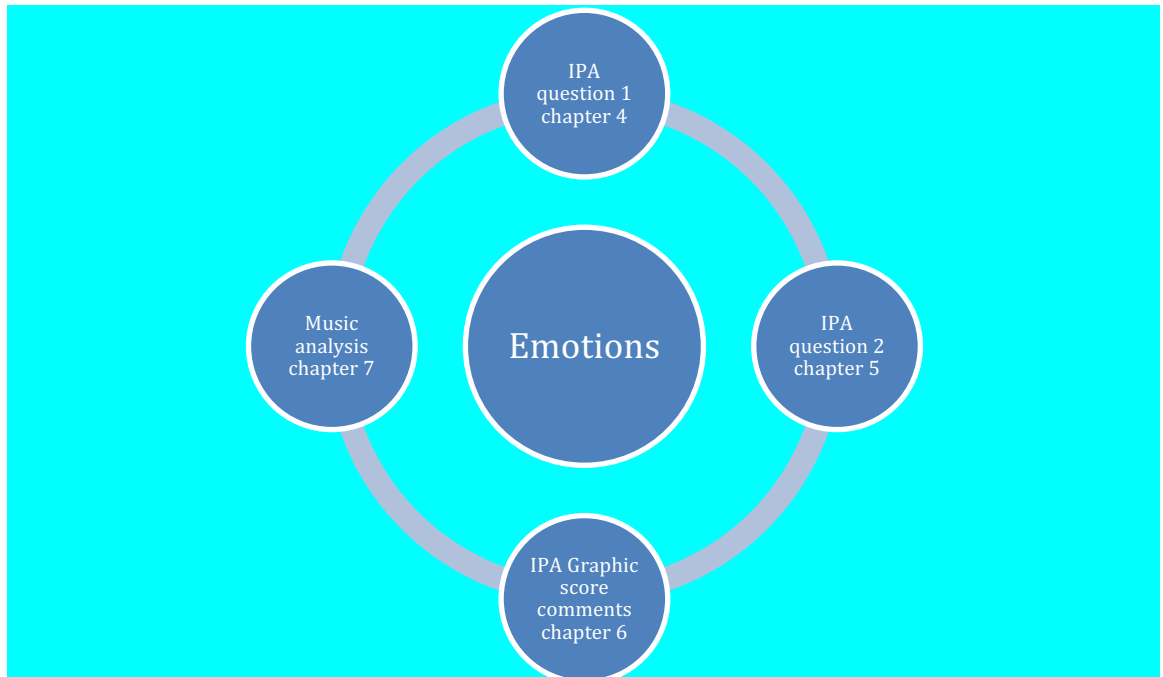 IPA
question 1
chapter 4
Music
analysis
chapter 7
Emotions
IPA
question 2
chapter 5
IPA Graphic
score
comments
chapter 6